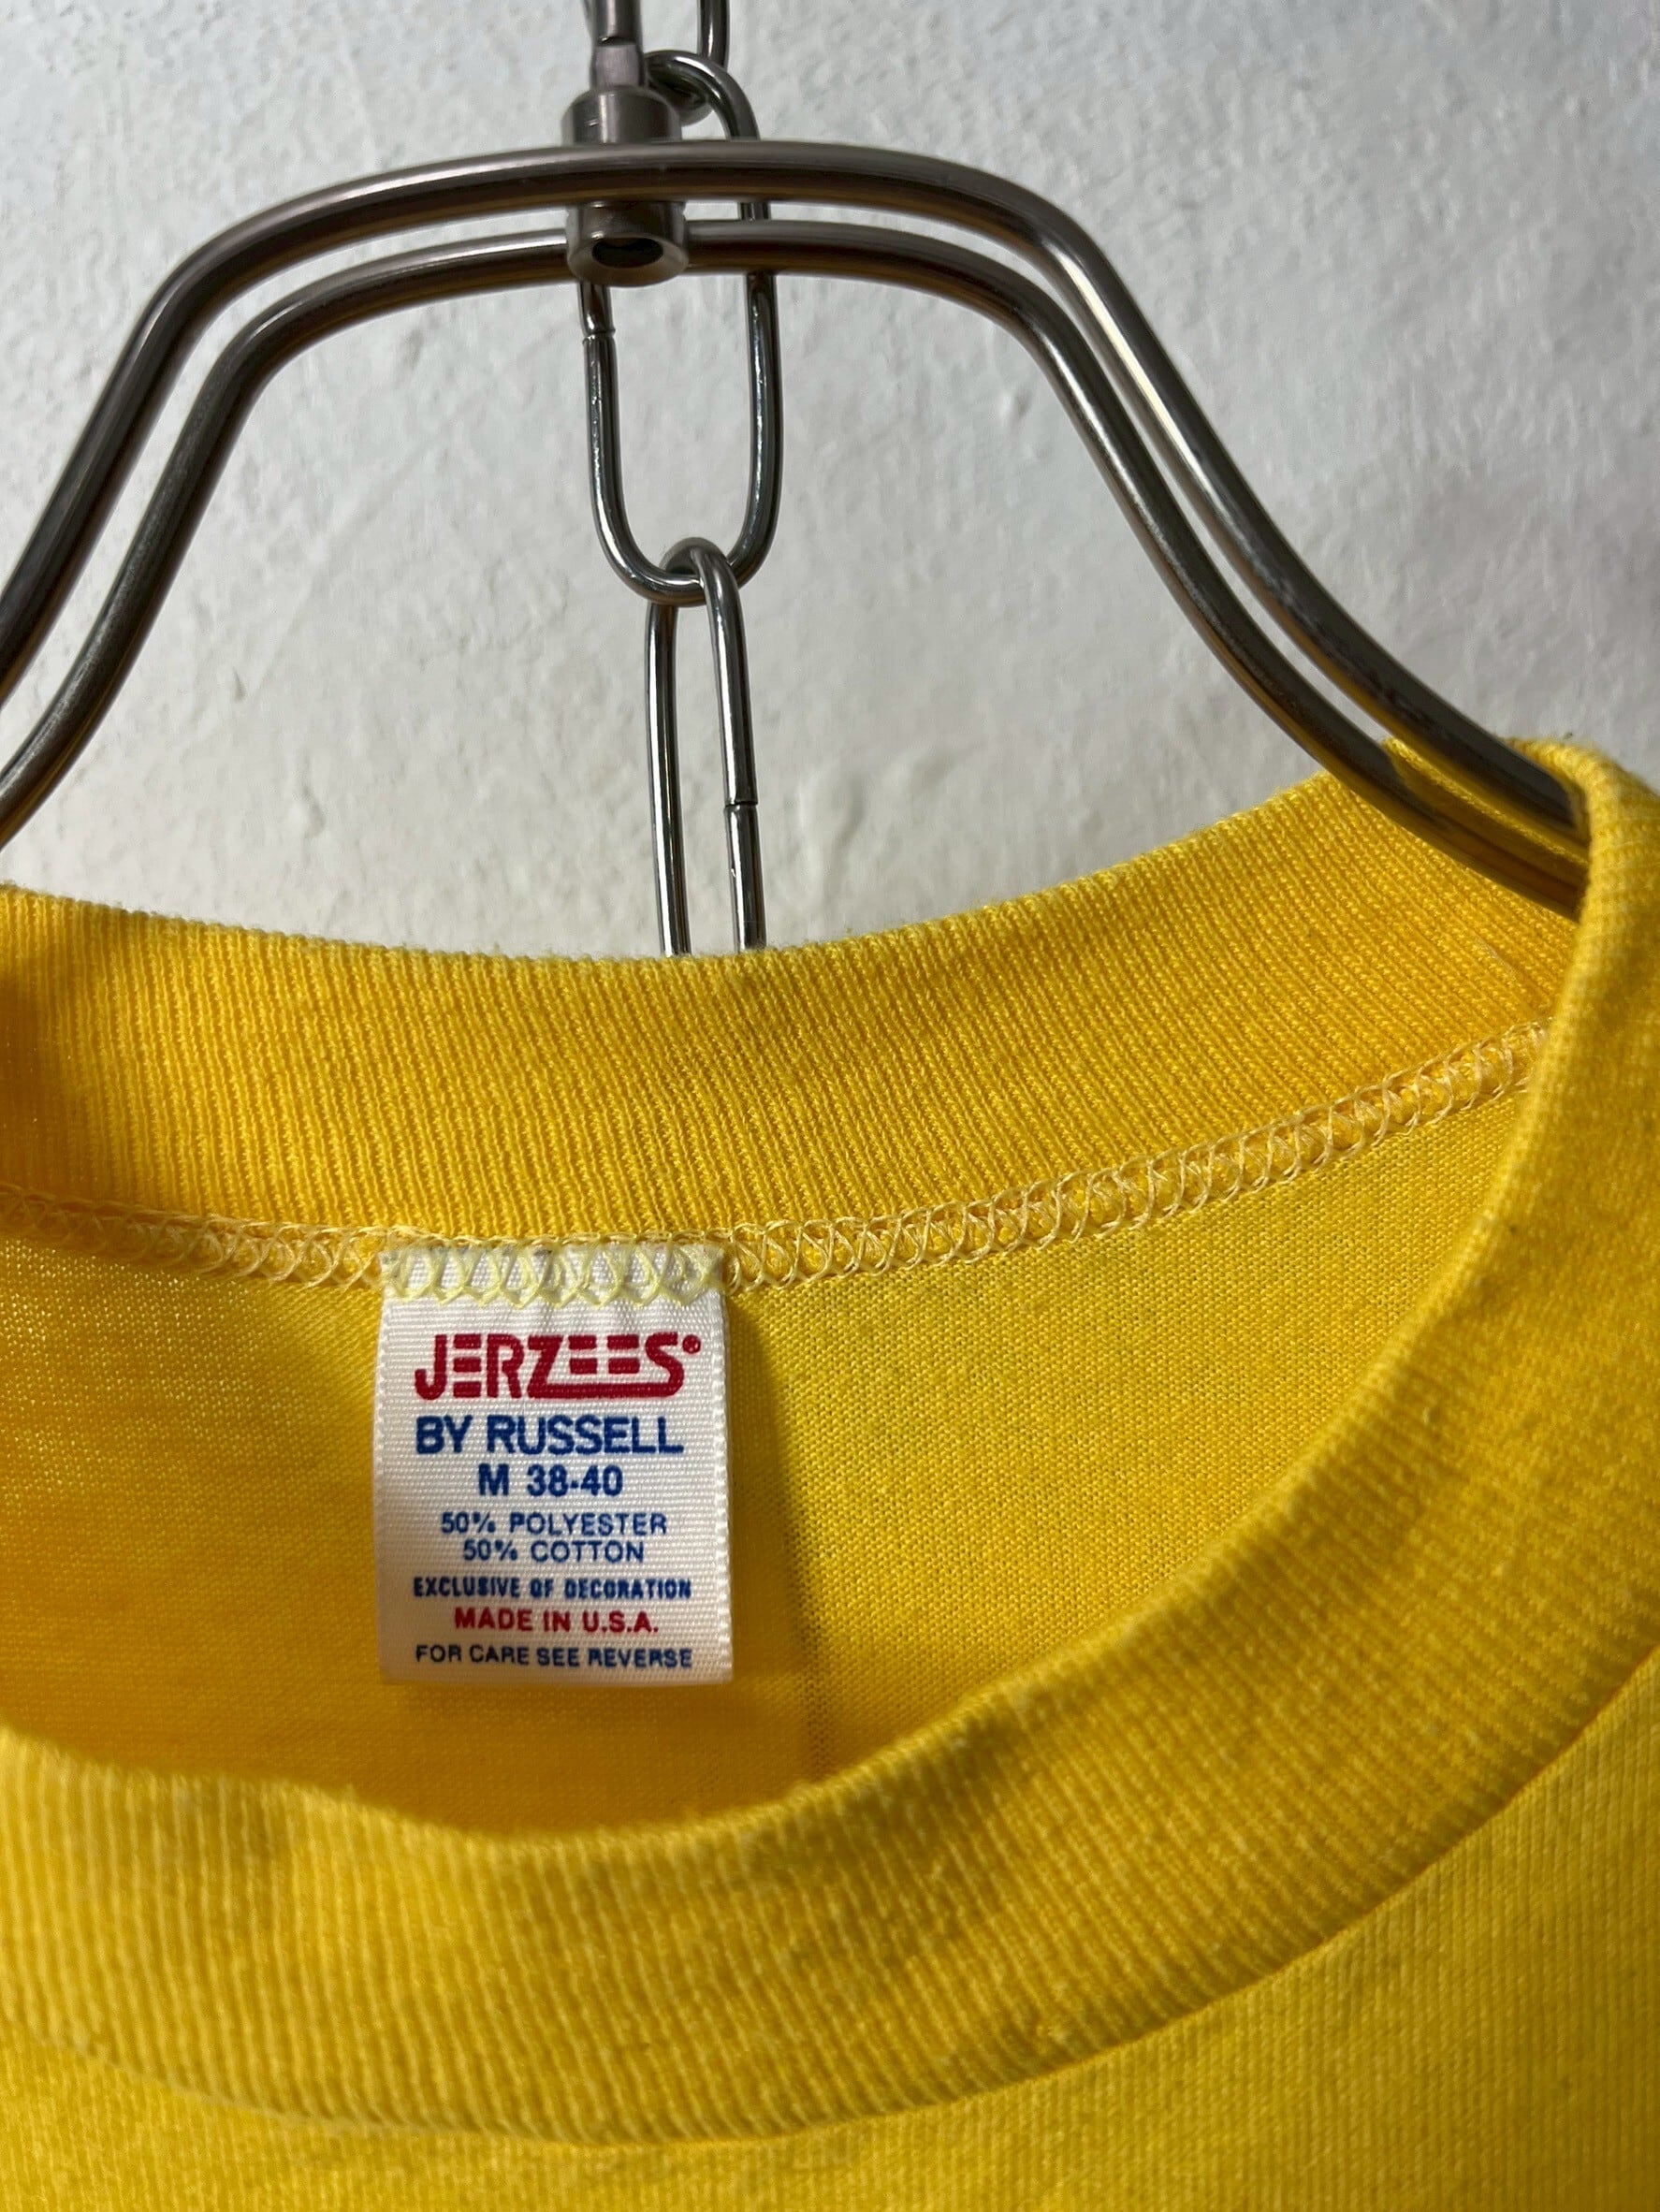 JERZEES®
BY RUSSELL
M 38-40
50% POLYESTER
50% COTTON
EXCLUSIVE OF DECORATION
MADE IN U.S.A.
FOR CARE SEE REVERSE